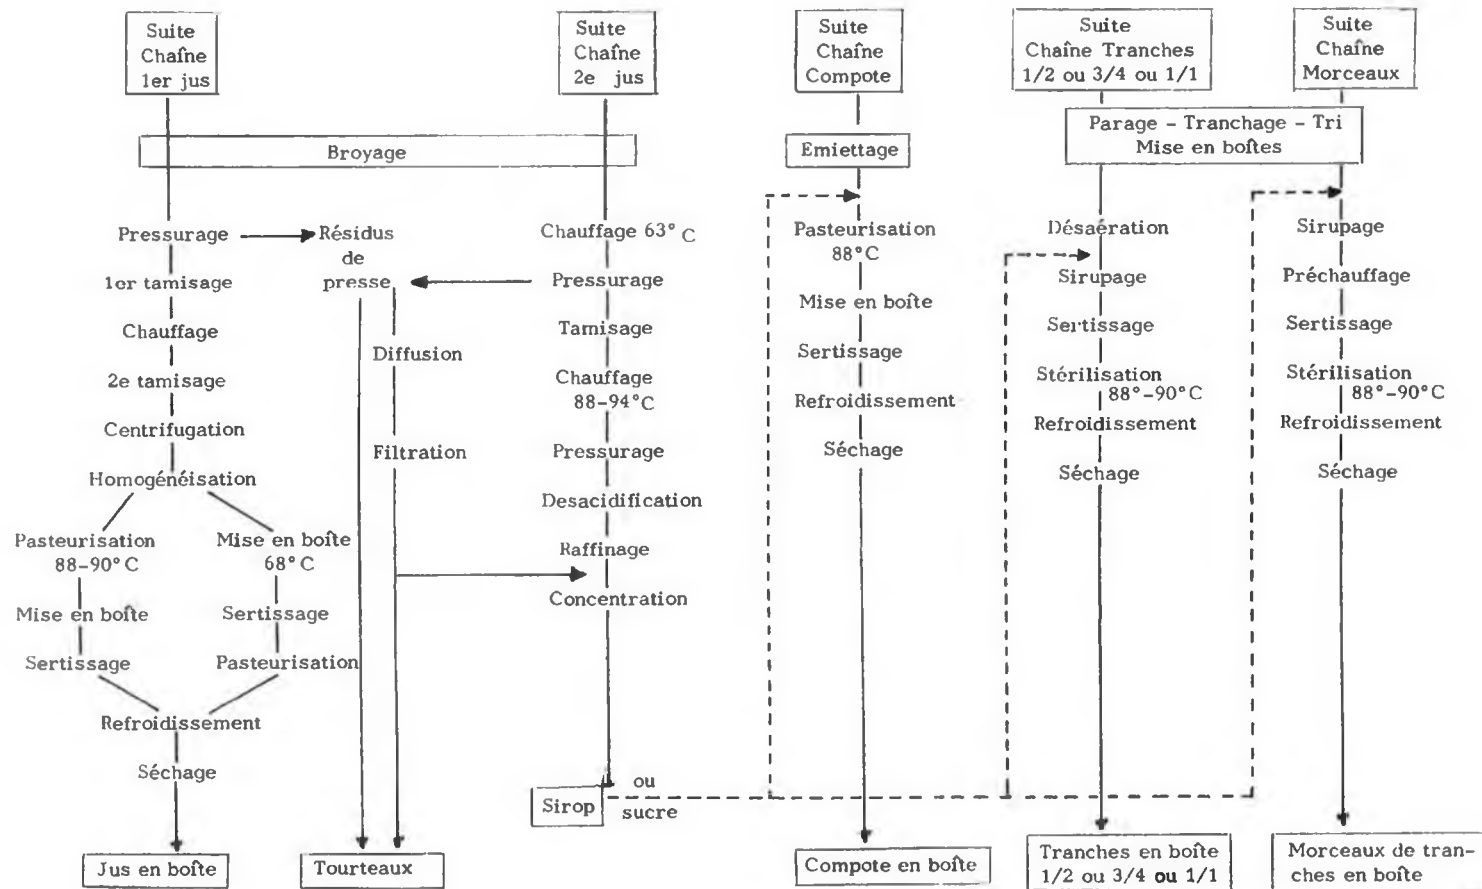 Suite
Chaîne
1er jus
Suite
Chaîne
2e jus
Suite
Chaîne
Compote
Suite
Chaîne Tranches
1/2 ou 3/4 ou 1/1
Suite
Chaîne
Morceaux
Broyage
Emiettage
Parage - Tranchage - Tri
Mise en boîtes
Pressurage
1er tamisage
Chauffage
2e tamisage
Centrifugation
Homogénéisation
Pasteurisation
88-90°C
Mise en boîte
Sertissage
Mise en boîte
68°C
Sertissage
Pasteurisation
Refroidissement
Séchage
Jus en boîte
Résidus
de
presse
Diffusion
Filtration
Tourteaux
Chauffage 63°C
Pressurage
Tamisage
Chauffage
88-94°C
Pressurage
Desacidification
Raffinage
Concentration
Sirop
ou
sucre
Pasteurisation
88°C
Mise en boîte
Sertissage
Refroidissement
Séchage
Compote en boîte
Désaération
Sirupage
Sertissage
Stérilisation
88°-90°C
Refroidissement
Séchage
Tranches en boîte
1/2 ou 3/4 ou 1/1
Sirupage
Préchauffage
Sertissage
Stérilisation
88°-90°C
Refroidissement
Séchage
Morceaux de tran-
ches en boîte